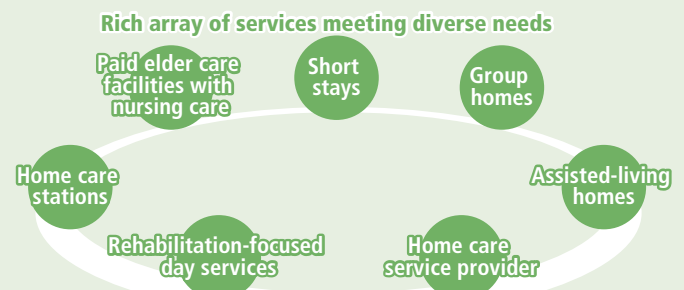 Rich array of services meeting diverse needs
Paid elder care
facilities with
nursing care
Short
stays
Group
homes
Home care
stations
Assisted-living
homes
Rehabilitation-focused
day services
Home care
service provider